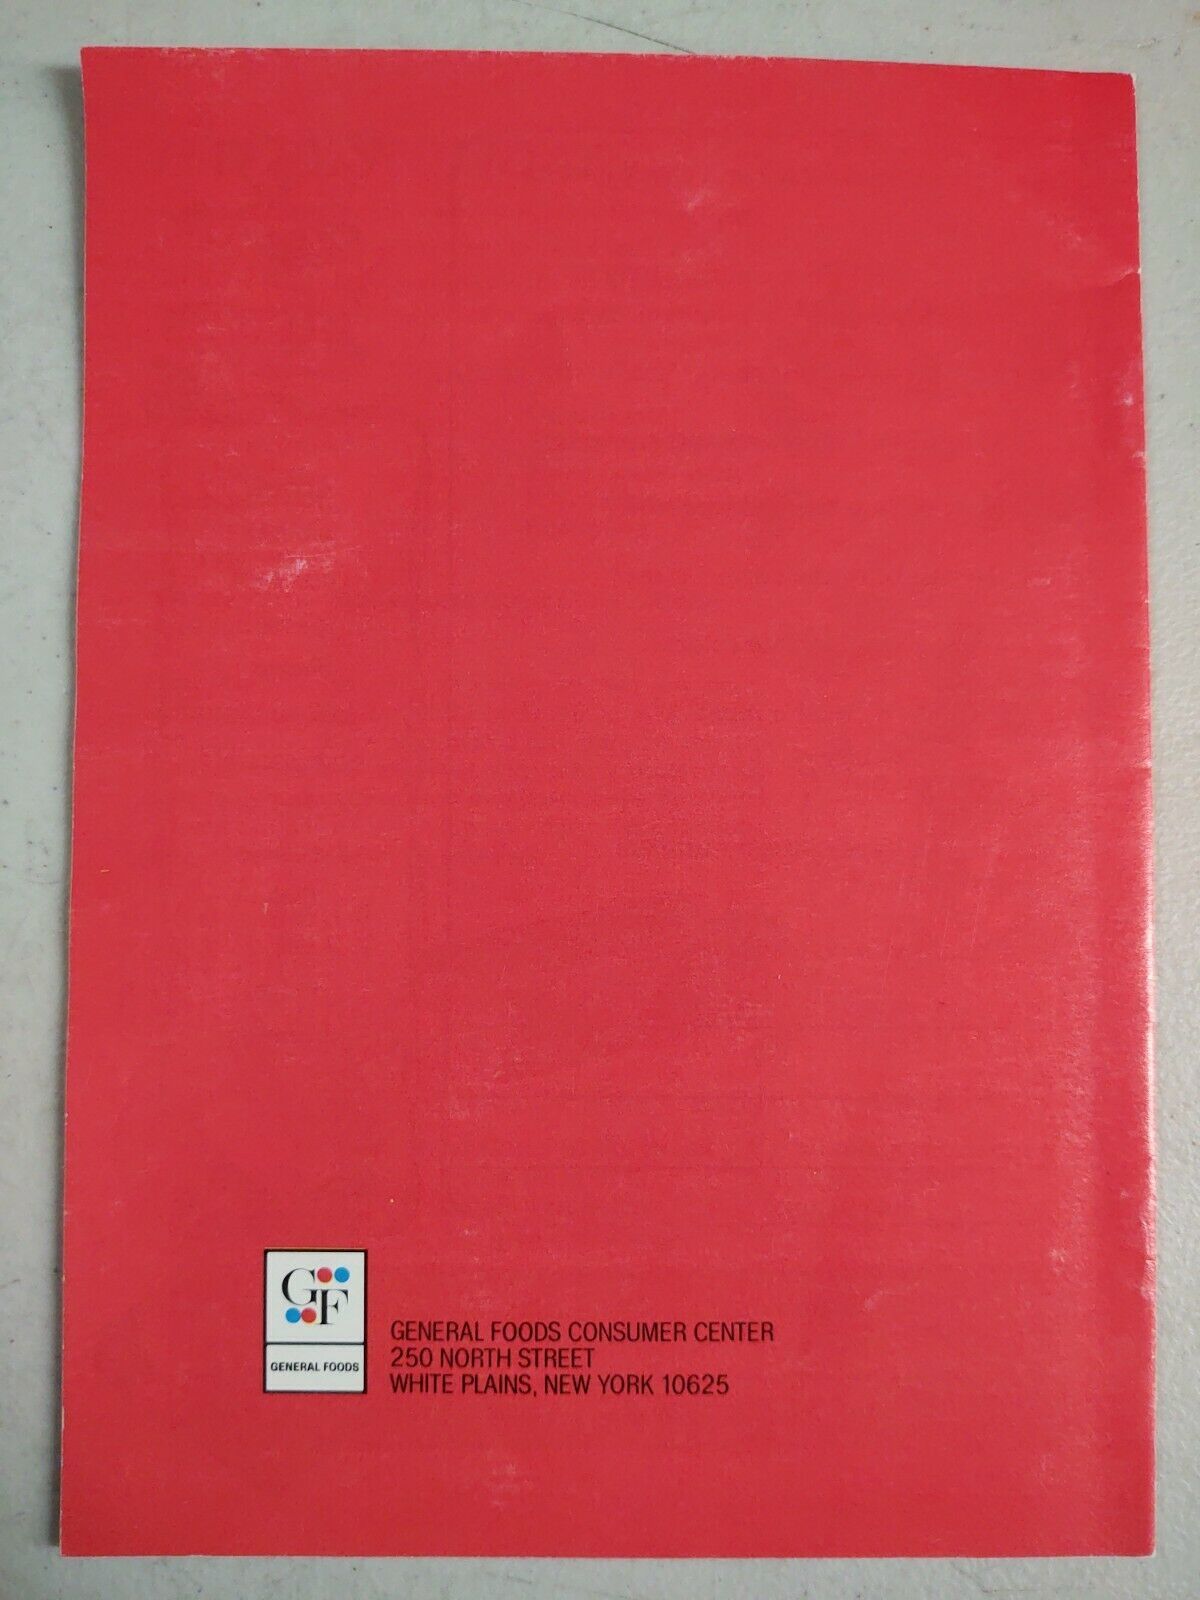 GF
GENERAL FOODS
GENERAL FOODS CONSUMER CENTER
250 NORTH STREET
WHITE PLAINS, NEW YORK 10625